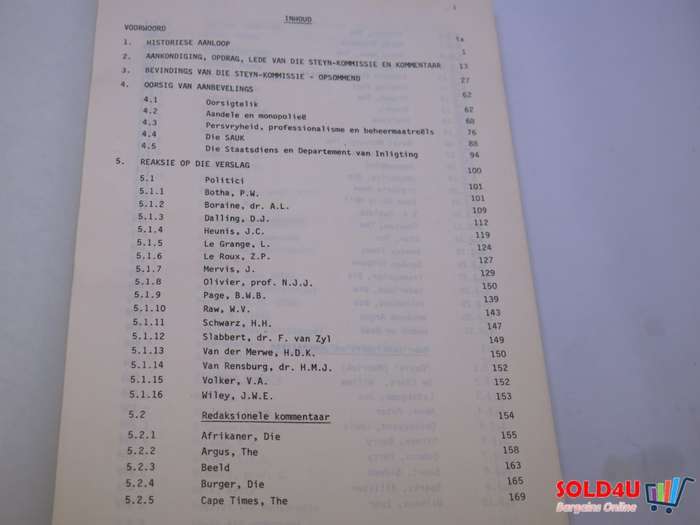 i
INHOUD
VOORWOORD ia
1. HISTORIESE AANLOOP 1
2. AANKONDIGING, OPDRAG, LEDE VAN DIE STEYN-KOMMISSIE EN KOMMENTAAR 13
3. BEVINDINGS VAN DIE STEYN-KOMMISSIE - OPSOMMEND 27
4. OORSIG VAN AANBEVELINGS 62
4.1 Oorsigtelik 62
4.2 Aandele en monopolieë 68
4.3 Persvryheid, professionalisme en beheermaatreëls 76
4.4 Die SAUK 88
4.5 Die Staatsdiens en Departement van Inligting 94
5. REAKSIE OP DIE VERSLAG 100
5.1 Politici 101
5.1.1 Botha, P.W. 101
5.1.2 Boraine, dr. A.L. 109
5.1.3 Dalling, D.J. 112
5.1.4 Heunis, J.C. 119
5.1.5 Le Grange, L. 124
5.1.6 Le Roux, Z.P. 127
5.1.7 Mervis, J. 129
5.1.8 Olivier, prof. N.J.J. 150
5.1.9 Page, B.W.B. 139
5.1.10 Raw, W.V. 143
5.1.11 Schwarz, H.H. 147
5.1.12 Slabbert, dr. F. van Zyl 149
5.1.13 Van der Merwe, H.D.K. 150
5.1.14 Van Rensburg, dr. H.M.J. 152
5.1.15 Volker, V.A. 152
5.1.16 Wiley, J.W.E. 153
5.2 Redaksionele kommentaar 154
5.2.1 Afrikaner, Die 155
5.2.2 Argus, The 158
5.2.3 Beeld 163
5.2.4 Burger, Die 165
5.2.5 Cape Times, The 169
SOLD4U
Bargains Online